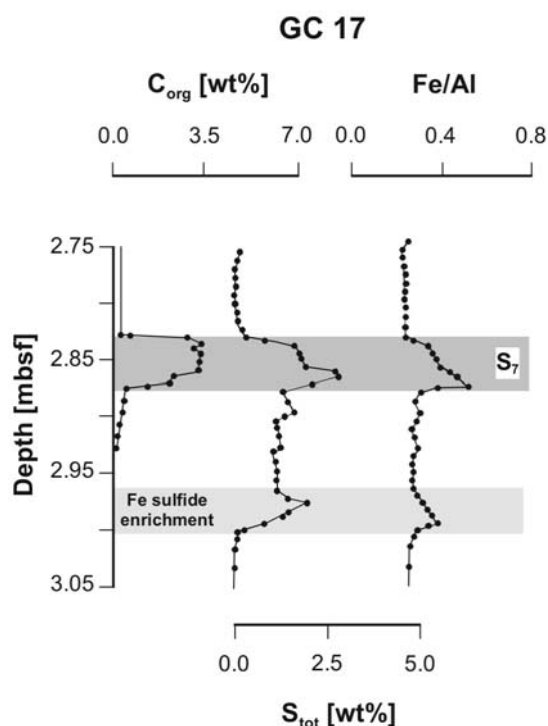 GC 17
C_org [wt%] Fe/Al
0.0 3.5 7.0 0.0 0.4 0.8
Depth [mbsf]
2.75
2.85
2.95
3.05
S_7
Fe sulfide
enrichment
0.0 2.5 5.0
S_tot [wt%]